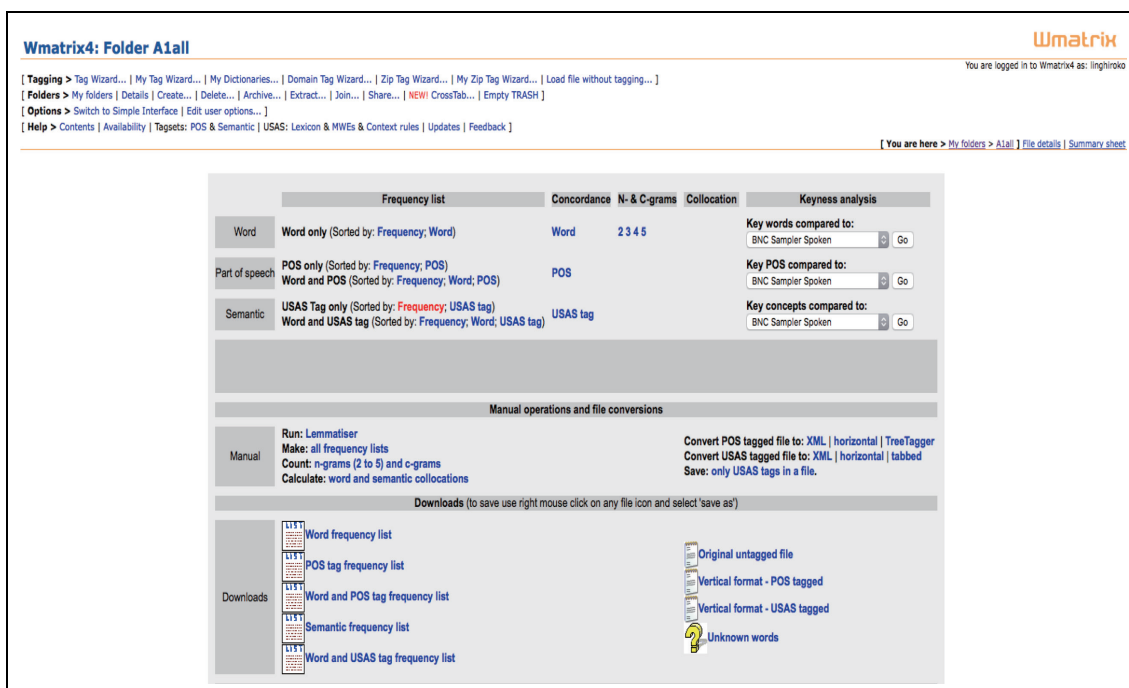 Wmatrix4: Folder A1all
Wmatrix
You are logged in to Wmatrix4 as: linghiroko
[ Tagging > Tag Wizard... | My Tag Wizard... | My Dictionaries... | Domain Tag Wizard... | Zip Tag Wizard... | My Zip Tag Wizard... | Load file without tagging... ]
[ Folders > My folders | Details | Create... | Delete... | Archive... | Extract... | Join... | Share... | NEW! CrossTab... | Empty TRASH ]
[ Options > Switch to Simple Interface | Edit user options... ]
[ Help > Contents | Availability | Tagsets: POS & Semantic | USAS: Lexicon & MWEs & Context rules | Updates | Feedback ]
[ You are here > My folders > A1all ] File details | Summary sheet
Frequency list Concordance N- & C-grams Collocation Keyness analysis
Word Word only (Sorted by: Frequency; Word) Word 2 3 4 5 Key words compared to:
BNC Sampler Spoken Go
Part of speech POS only (Sorted by: Frequency; POS) POS Key POS compared to:
Word and POS (Sorted by: Frequency; Word; POS) BNC Sampler Spoken Go
Semantic USAS Tag only (Sorted by: Frequency; USAS tag) USAS tag Key concepts compared to:
Word and USAS tag (Sorted by: Frequency; Word; USAS tag) BNC Sampler Spoken Go
Manual operations and file conversions
Manual
Run: Lemmatiser
Make: all frequency lists
Count: n-grams (2 to 5) and c-grams
Calculate: word and semantic collocations
Convert POS tagged file to: XML | horizontal | TreeTagger
Convert USAS tagged file to: XML | horizontal | tabbed
Save: only USAS tags in a file.
Downloads (to save use right mouse click on any file icon and select 'save as')
Downloads
LIST Word frequency list
LIST POS tag frequency list
LIST Word and POS tag frequency list
LIST Semantic frequency list
LIST Word and USAS tag frequency list
Original untagged file
Vertical format - POS tagged
Vertical format - USAS tagged
Unknown words